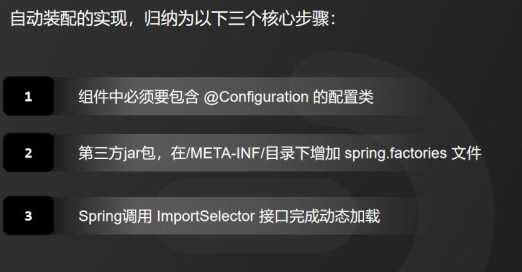 自动装配的实现，归纳为以下三个核心步骤：
1 组件中必须要包含 @Configuration 的配置类
2 第三方jar包，在/META-INF/目录下增加 spring.factories 文件
3 Spring调用 ImportSelector 接口完成动态加载